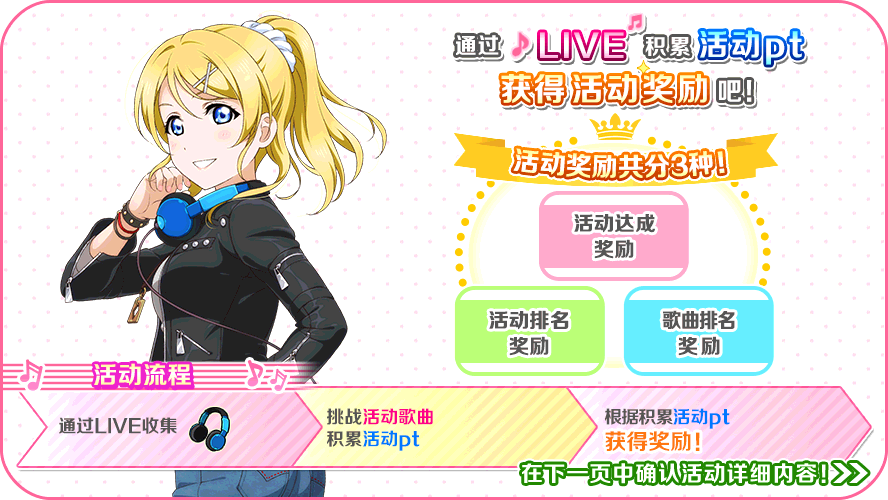 通过LIVE积累活动pt
获得活动奖励吧!
活动奖励共分3种!
活动达成
奖励
活动排名
奖励
歌曲排名
奖励
活动流程
通过LIVE收集
挑战活动歌曲
积累活动pt
根据积累活动pt
获得奖励!
在下一页中确认活动详细内容!